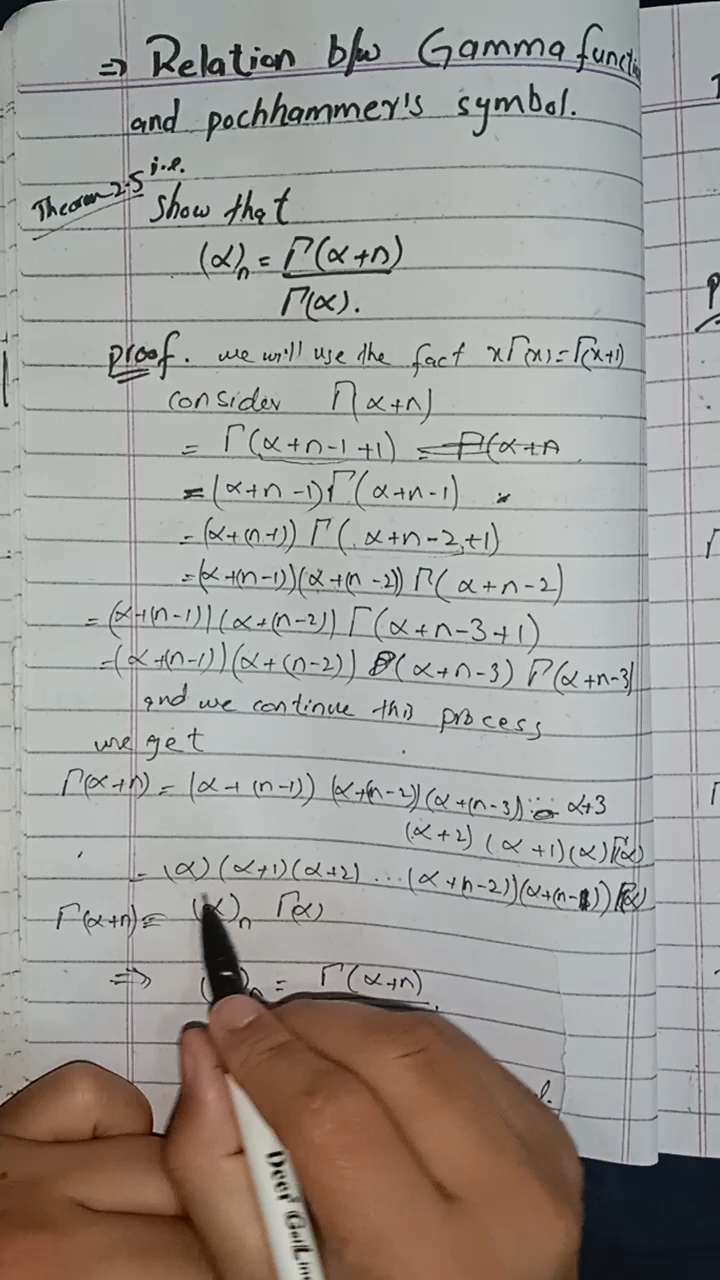 ⇒ Relation b/w Gamma functi
and pochhammer's symbol.
i.e.
Theorem 2.5
show that
(α)ₙ = Γ(α+n)
Γ(α).
Proof. we will use the fact xΓ(x)=Γ(x+1)
consider Γ(α+n)
= Γ(α+n-1+1) = Γ(α+n
= (α+n-1)Γ(α+n-1)
= (α+(n-1)) Γ(α+n-2+1)
= (α+(n-1))(α+(n-2)) Γ(α+n-2)
= (α+(n-1))(α+(n-2)) Γ(α+n-3+1)
= (α+(n-1))(α+(n-2)) (α+n-3) Γ(α+n-3)
and we continue this process
we get
Γ(α+n) = (α+(n-1)) (α+(n-2)(α+(n-3) ... α+3
(α+2) (α+1)(α)Γ(α)
= (α)(α+1)(α+2) ...(α+(n-2))(α+(n-1))Γ(α)
Γ(α+n) = (α)ₙ Γ(α)
⇒ ₙ = Γ(α+n)
Deer GelLine